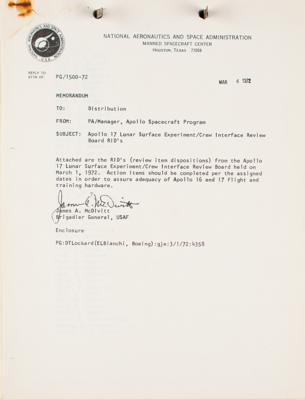 NATIONAL AERONAUTICS AND SPACE ADMINISTRATION
MANNED SPACECRAFT CENTER
HOUSTON, TEXAS 77058
REPLY TO
ATTN OF: PG/1500-72
MAR 6 1972
MEMORANDUM
TO: Distribution
FROM: PA/Manager, Apollo Spacecraft Program
SUBJECT: Apollo 17 Lunar Surface Experiment/Crew Interface Review
Board RID's
Attached are the RID's (review item dispositions) from the Apollo
17 Lunar Surface Experiment/Crew Interface Review Board held on
March 1, 1972. Action items should be completed per the assigned
dates in order to assure adequacy of Apollo 16 and 17 flight and
training hardware.
James A. McDivitt
James A. McDivitt
Brigadier General, USAF
Enclosure
PG:DTLockard(ELBianchi, Boeing):gjm:3/1/72:4358